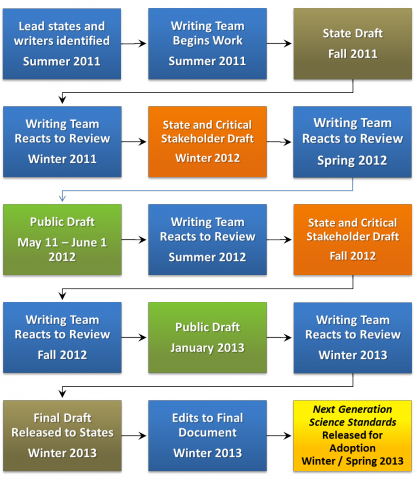 Lead states and
writers identified
Summer 2011
Writing Team
Begins Work
Summer 2011
State Draft
Fall 2011
Writing Team
Reacts to Review
Winter 2011
State and Critical
Stakeholder Draft
Winter 2012
Writing Team
Reacts to Review
Spring 2012
Public Draft
May 11 – June 1
2012
Writing Team
Reacts to Review
Summer 2012
State and Critical
Stakeholder Draft
Fall 2012
Writing Team
Reacts to Review
Fall 2012
Public Draft
January 2013
Writing Team
Reacts to Review
Winter 2013
Final Draft
Released to States
Winter 2013
Edits to Final
Document
Winter 2013
Next Generation
Science Standards
Released for
Adoption
Winter / Spring 2013